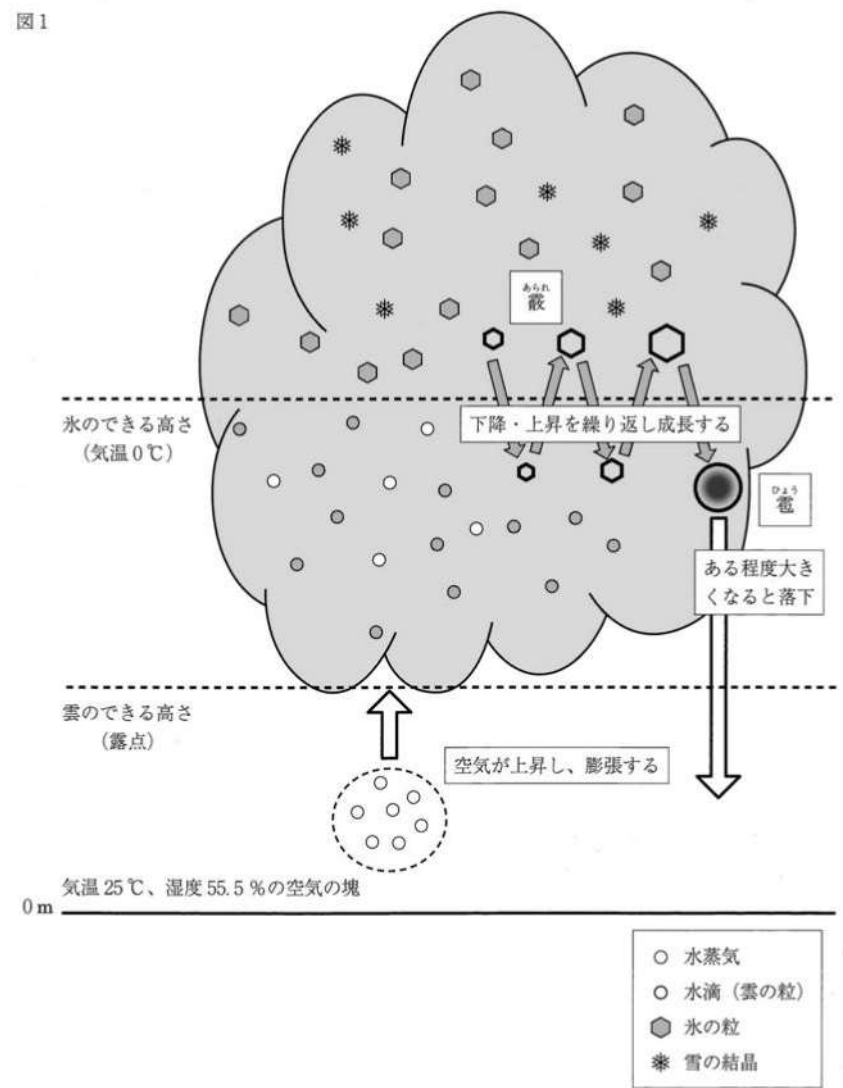 図1
あられ
霰
氷のできる高さ
(気温0℃)
下降・上昇を繰り返し成長する
ひょう
雹
ある程度大き
くなると落下
雲のできる高さ
(露点)
空気が上昇し、膨張する
気温25℃、湿度55.5%の空気の塊
0m
水蒸気
水滴(雲の粒)
氷の粒
雪の結晶